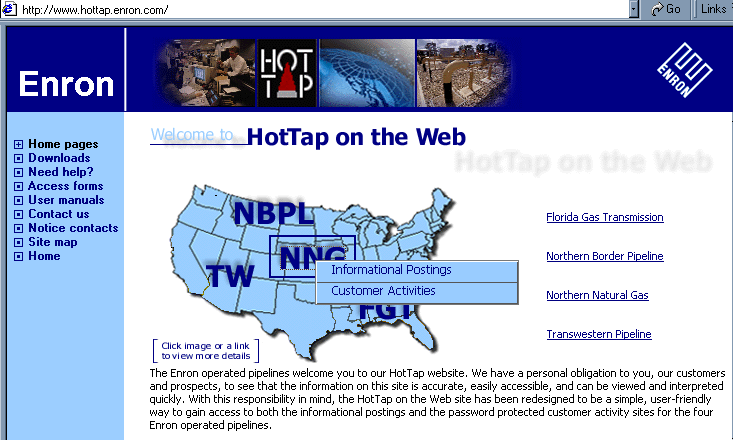 http://www.hottap.enron.com/
Go
Links
Enron
HOT
TAP
ENRON
Welcome to HotTap on the Web
HotTap on the Web
Home pages
Downloads
Need help?
Access forms
User manuals
Contact us
Notice contacts
Site map
Home
NBPL
NNG
TW
FGT
Informational Postings
Customer Activities
Click image or a link
to view more details
Florida Gas Transmission
Northern Border Pipeline
Northern Natural Gas
Transwestern Pipeline
The Enron operated pipelines welcome you to our HotTap website. We have a personal obligation to you, our customers
and prospects, to see that the information on this site is accurate, easily accessible, and can be viewed and interpreted
quickly. With this responsibility in mind, the HotTap on the Web site has been redesigned to be a simple, user-friendly
way to gain access to both the informational postings and the password protected customer activity sites for the four
Enron operated pipelines.